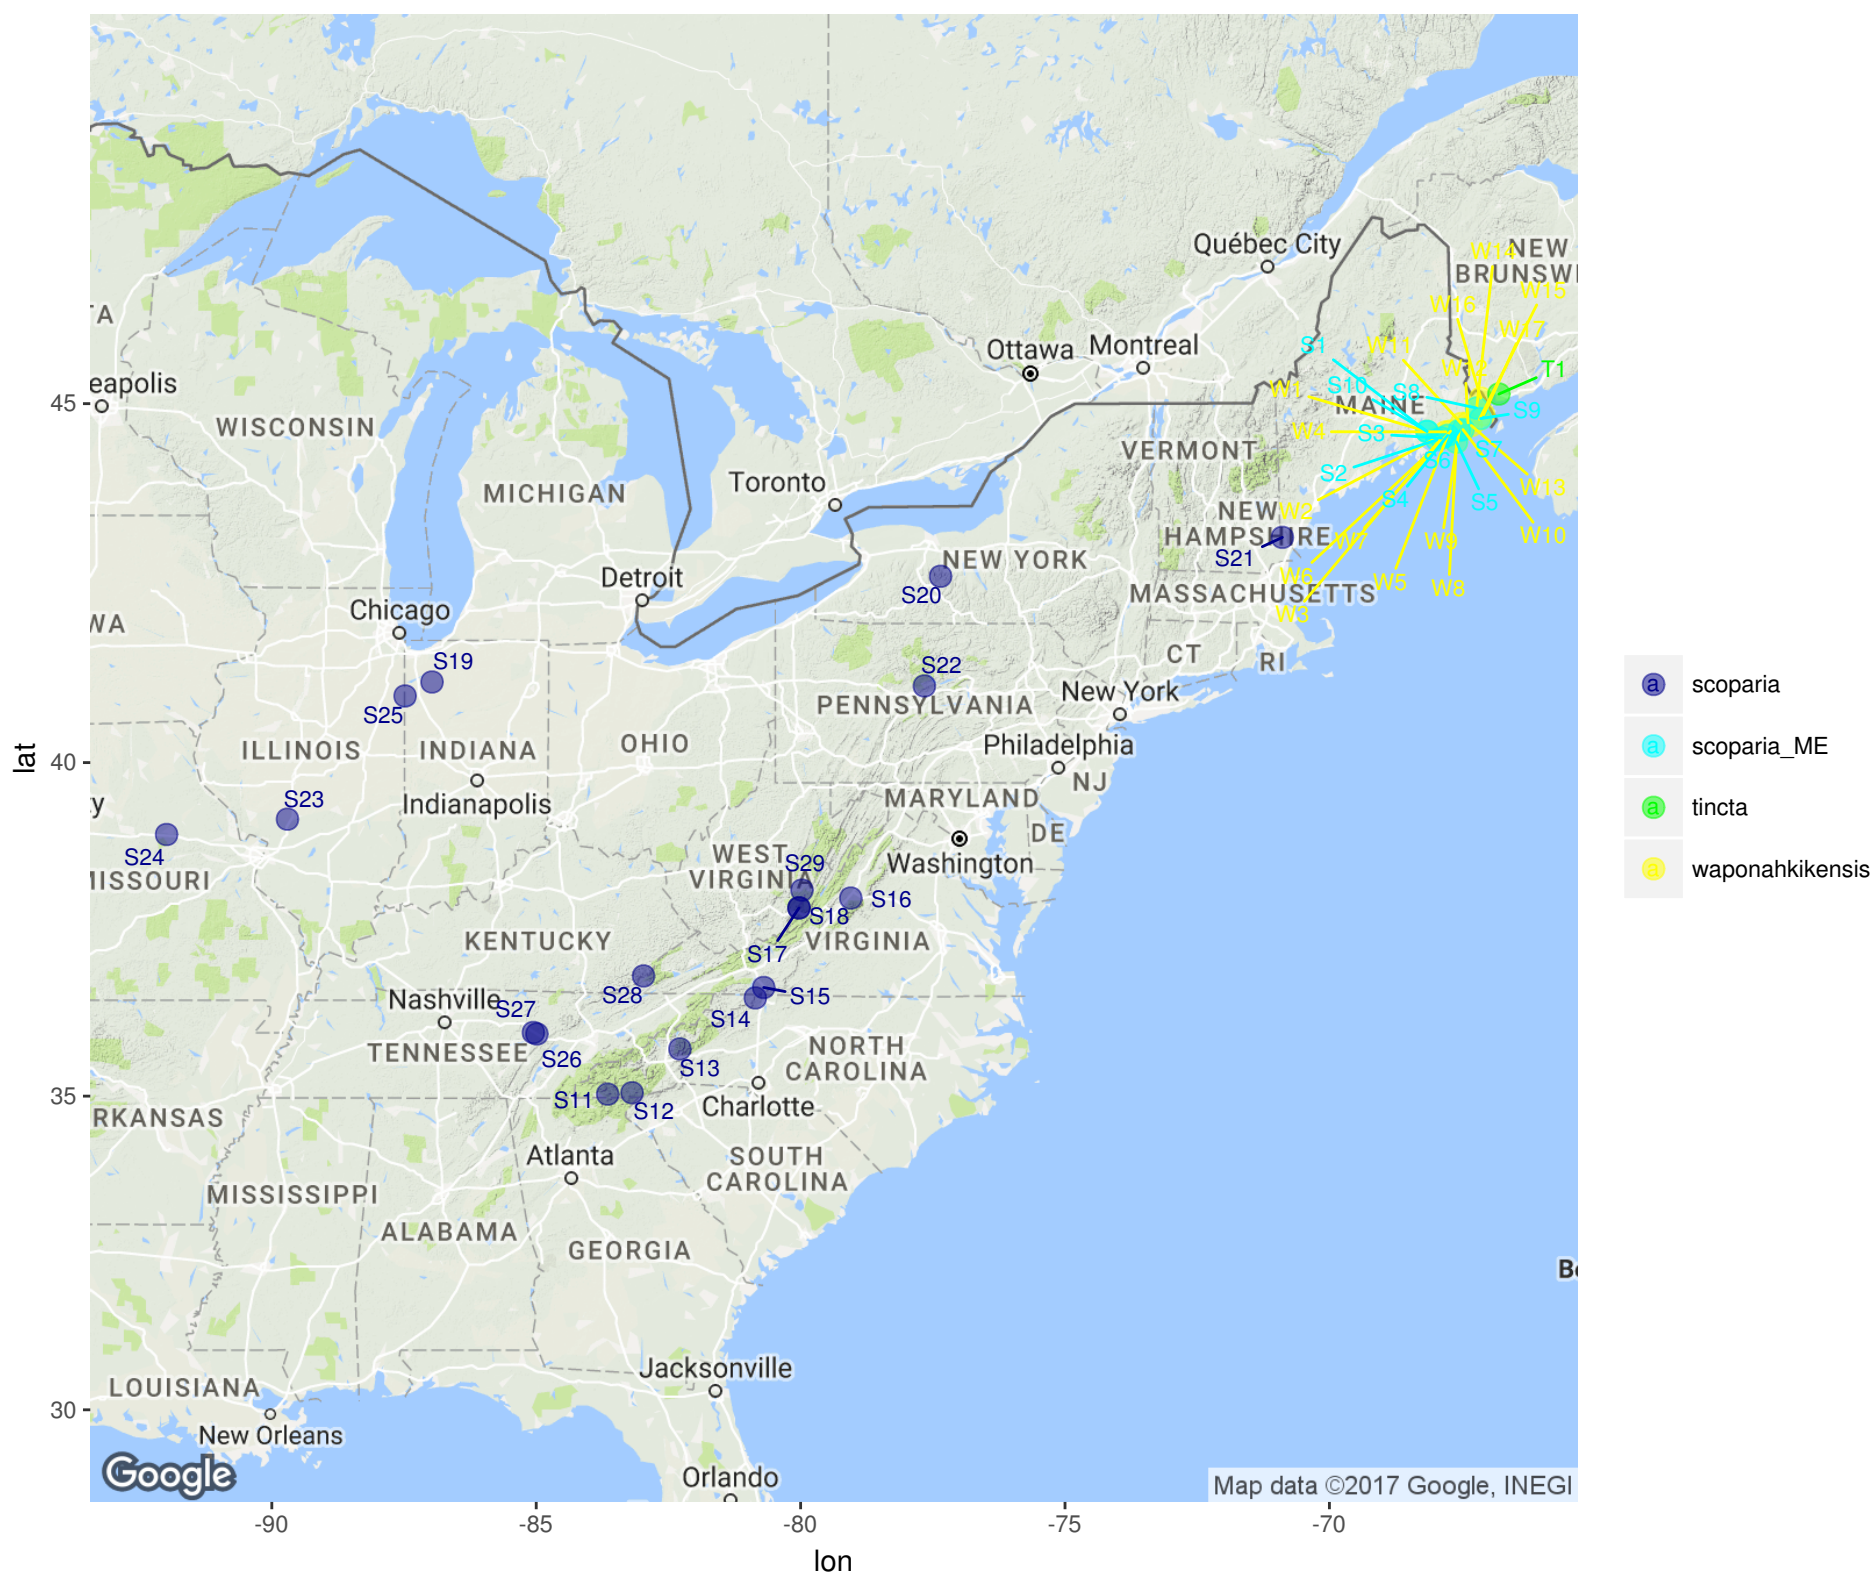 Québec City
W14
NEW
BRUNSWI
W15
W16
TA
W17
Ottawa
Montreal
S1
W11
W12
T1
eapolis
S10
S8
W1
45
MAINE
S9
WISCONSIN
W4
S3
VERMONT
S7
S6
MICHIGAN
Toronto
S2
W13
S4
S5
NEW
HAMPSHIRE
W2
W10
W7
W9
S21
NEW YORK
Detroit
S20
W6
W5
W8
MASSACHUSETTS
Chicago
W3
WA
S19
CT
RI
S22
New York
PENNSYLVANIA
S25
ILLINOIS
INDIANA
OHIO
Philadelphia
lat
40
NJ
MARYLAND
S23
Indianapolis
y
DE
S24
WEST
VIRGINIA
S29
Washington
MISSOURI
S16
S18
KENTUCKY
S17
VIRGINIA
S28
S15
Nashville
S27
S14
TENNESSEE
S26
NORTH
CAROLINA
S13
35
S11
S12
Charlotte
RKANSAS
Atlanta
SOUTH
CAROLINA
MISSISSIPPI
ALABAMA
GEORGIA
Be
Jacksonville
LOUISIANA
30
New Orleans
Google
Orlando
Map data ©2017 Google, INEGI
-90
-85
-80
-75
-70
lon
a scoparia
a scoparia_ME
a tincta
a waponahkikensis